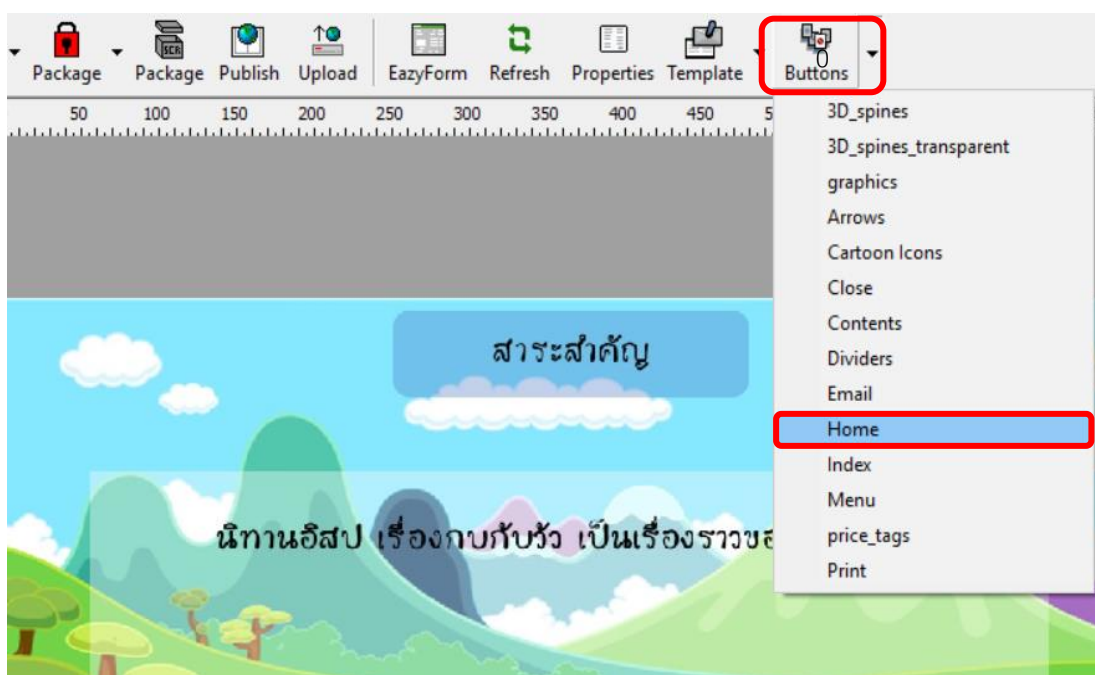 Package Package Publish Upload EazyForm Refresh Properties Template Buttons
50 100 150 200 250 300 350 400 450 5
3D_spines
3D_spines_transparent
graphics
Arrows
Cartoon Icons
Close
Contents
Dividers
Email
Home
Index
Menu
price_tags
Print
สาระสำคัญ
นิทานอิสป เรื่องกบกับวัว เป็นเรื่องราวขอ